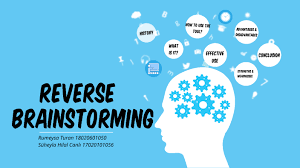 HISTORY
HOW TO USE THE TOOL?
ADVANTAGES & DISADVANTAGES
WHAT IS IT?
EFFECTIVE USE
CONCLUSION
STRENGTHS & WEAKNESSES
REVERSE
BRAINSTORMING
Rumeysa Turan 18020601050
Süheyla Hilal Canlı 17020101056